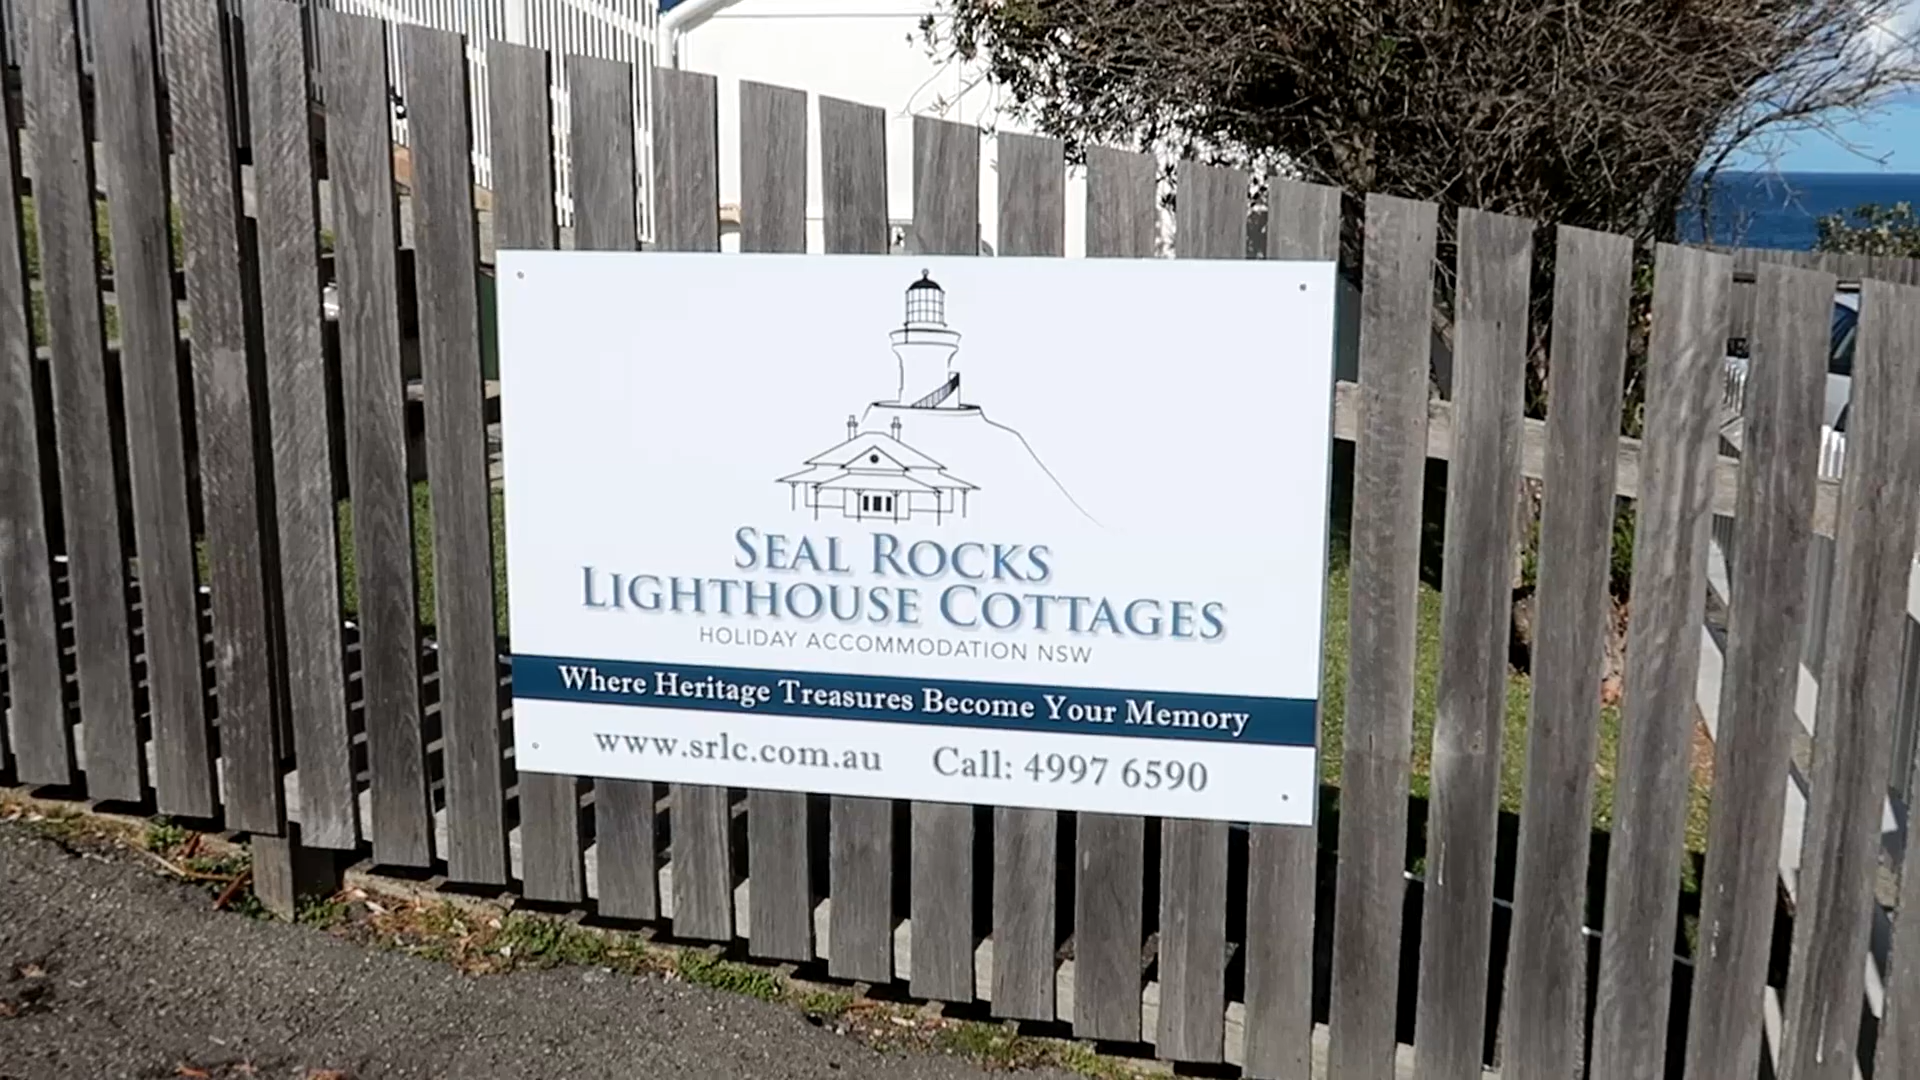 SEAL ROCKS
LIGHTHOUSE COTTAGES
HOLIDAY ACCOMMODATION NSW
Where Heritage Treasures Become Your Memory
www.srlc.com.au Call: 4997 6590